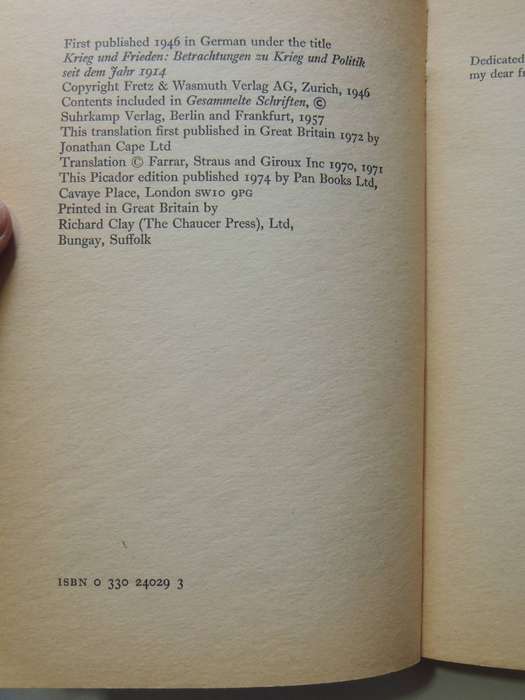 First published 1946 in German under the title
Krieg und Frieden: Betrachtungen zu Krieg und Politik
seit dem Jahr 1914
Copyright Fretz & Wasmuth Verlag AG, Zurich, 1946
Contents included in Gesammelte Schriften, ©
Suhrkamp Verlag, Berlin and Frankfurt, 1957
This translation first published in Great Britain 1972 by
Jonathan Cape Ltd
Translation © Farrar, Straus and Giroux Inc 1970, 1971
This Picador edition published 1974 by Pan Books Ltd,
Cavaye Place, London SW10 9PG
Printed in Great Britain by
Richard Clay (The Chaucer Press), Ltd,
Bungay, Suffolk
ISBN 0 330 24029 3
Dedicated
my dear